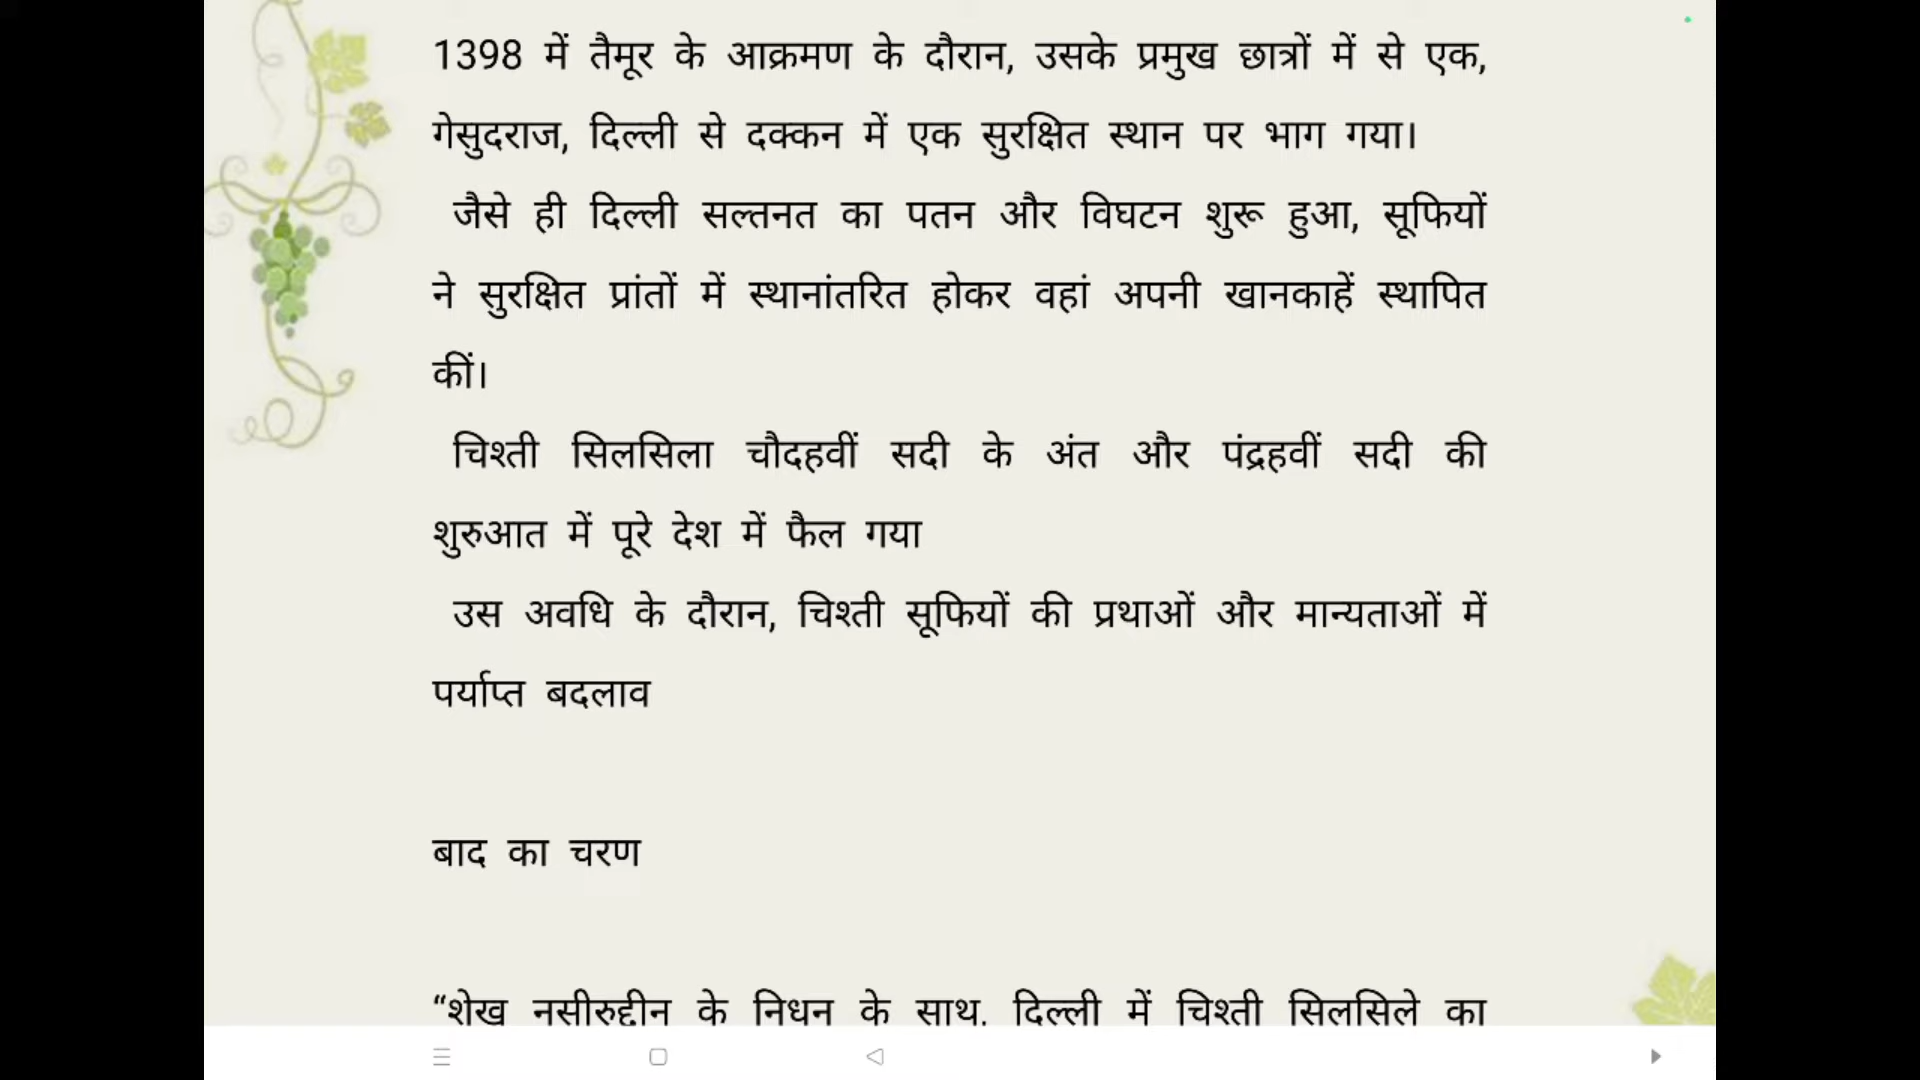 1398 में तैमूर के आक्रमण के दौरान, उसके प्रमुख छात्रों में से एक,
गेसुदराज, दिल्ली से दक्कन में एक सुरक्षित स्थान पर भाग गया।
जैसे ही दिल्ली सल्तनत का पतन और विघटन शुरू हुआ, सूफियों
ने सुरक्षित प्रांतों में स्थानांतरित होकर वहां अपनी खानकाहें स्थापित
कीं।
चिश्ती सिलसिला चौदहवीं सदी के अंत और पंद्रहवीं सदी की
शुरुआत में पूरे देश में फैल गया
उस अवधि के दौरान, चिश्ती सूफियों की प्रथाओं और मान्यताओं में
पर्याप्त बदलाव
बाद का चरण
“शेख नसीरुद्दीन के निधन के साथ, दिल्ली में चिश्ती सिलसिले का